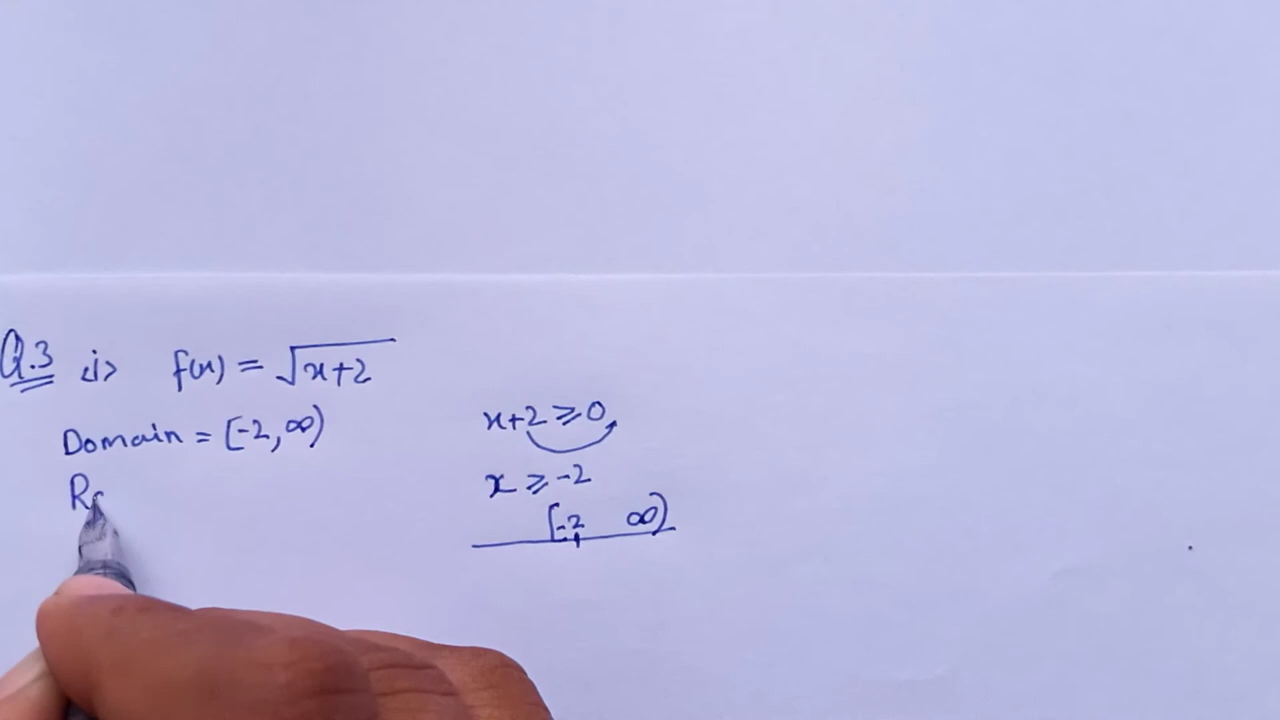 Q.3 <i> f(x) = √x+2
Domain = [-2, ∞)
x+2 ≥ 0
x ≥ -2
[-2 ∞)